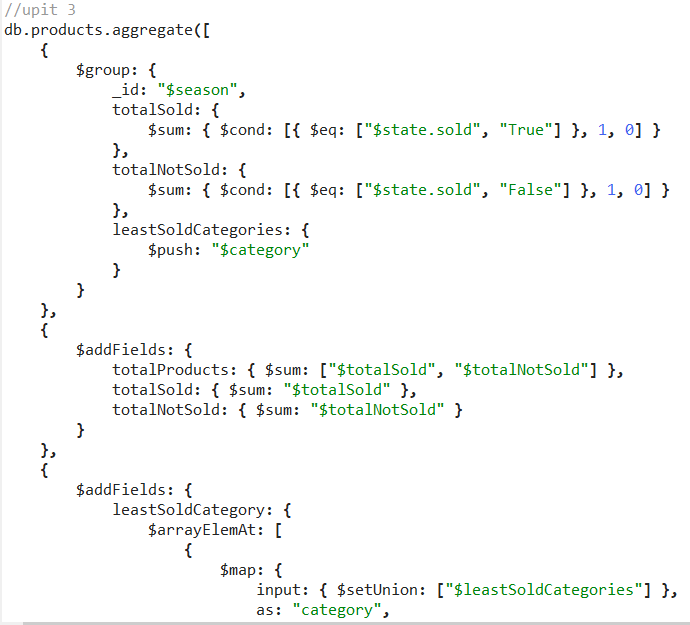 //upit 3
db.products.aggregate([
    {
        $group: {
            _id: "$season",
            totalSold: {
                $sum: { $cond: [{ $eq: ["$state.sold", "True"] }, 1, 0] }
            },
            totalNotSold: {
                $sum: { $cond: [{ $eq: ["$state.sold", "False"] }, 1, 0] }
            },
            leastSoldCategories: {
                $push: "$category"
            }
        }
    },
    {
        $addFields: {
            totalProducts: { $sum: ["$totalSold", "$totalNotSold"] },
            totalSold: { $sum: "$totalSold" },
            totalNotSold: { $sum: "$totalNotSold" }
        }
    },
    {
        $addFields: {
            leastSoldCategory: {
                $arrayElemAt: [
                    {
                        $map: {
                            input: { $setUnion: ["$leastSoldCategories"] },
                            as: "category",